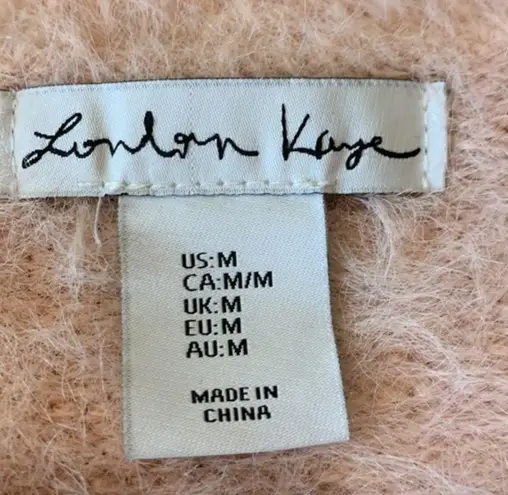 London Kaye
US:M
CA:M/M
UK:M
EU:M
AU:M
MADE IN
CHINA